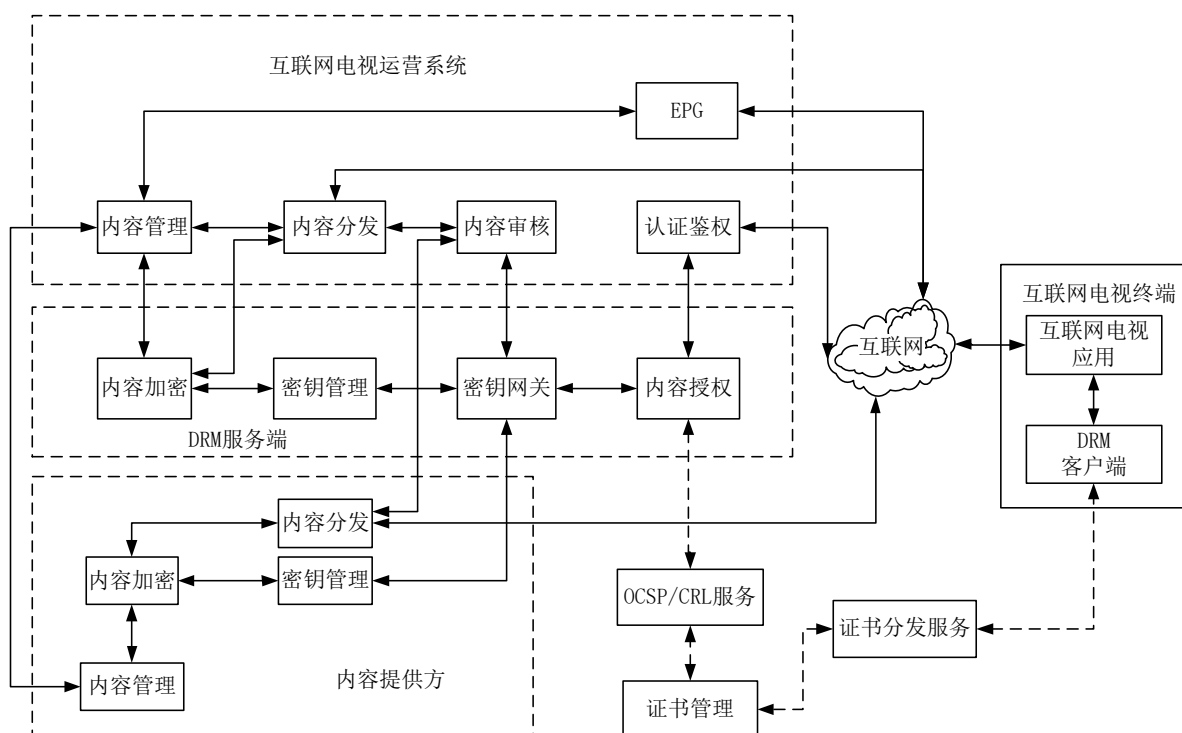 互联网电视运营系统
EPG
内容管理
内容分发
内容审核
认证鉴权
互联网电视终端
互联网电视
应用
互联网
内容加密
密钥管理
密钥网关
内容授权
DRM服务端
DRM
客户端
内容分发
内容加密
密钥管理
OCSP/CRL服务
证书分发服务
内容管理
内容提供方
证书管理